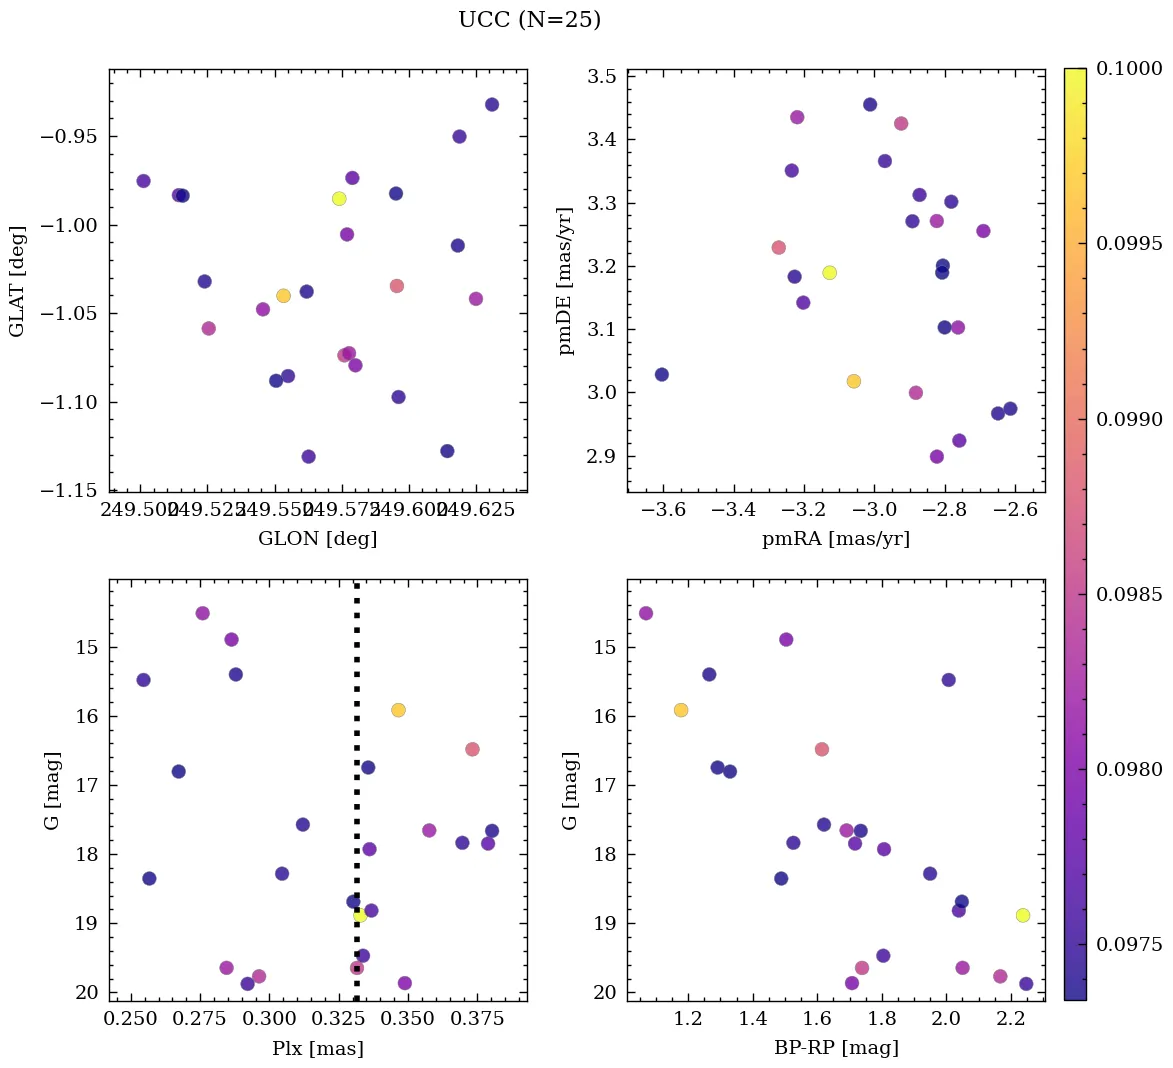 UCC (N=25)
−0.95
−1.00
−1.05
−1.10
−1.15
GLAT [deg]
249.500 249.525 249.550 249.575 249.600 249.625
GLON [deg]
3.5
3.4
3.3
3.2
3.1
3.0
2.9
pmDE [mas/yr]
−3.6 −3.4 −3.2 −3.0 −2.8 −2.6
pmRA [mas/yr]
0.1000
0.0995
0.0990
0.0985
0.0980
0.0975
15
16
17
18
19
20
G [mag]
0.250 0.275 0.300 0.325 0.350 0.375
Plx [mas]
15
16
17
18
19
20
G [mag]
1.2 1.4 1.6 1.8 2.0 2.2
BP-RP [mag]